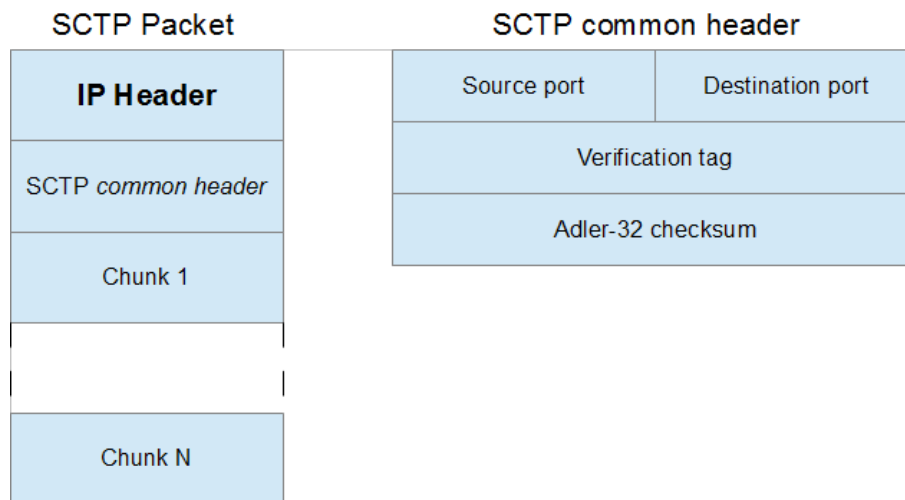 SCTP Packet
IP Header
SCTP common header
Chunk 1
Chunk N
SCTP common header
Source port
Destination port
Verification tag
Adler-32 checksum